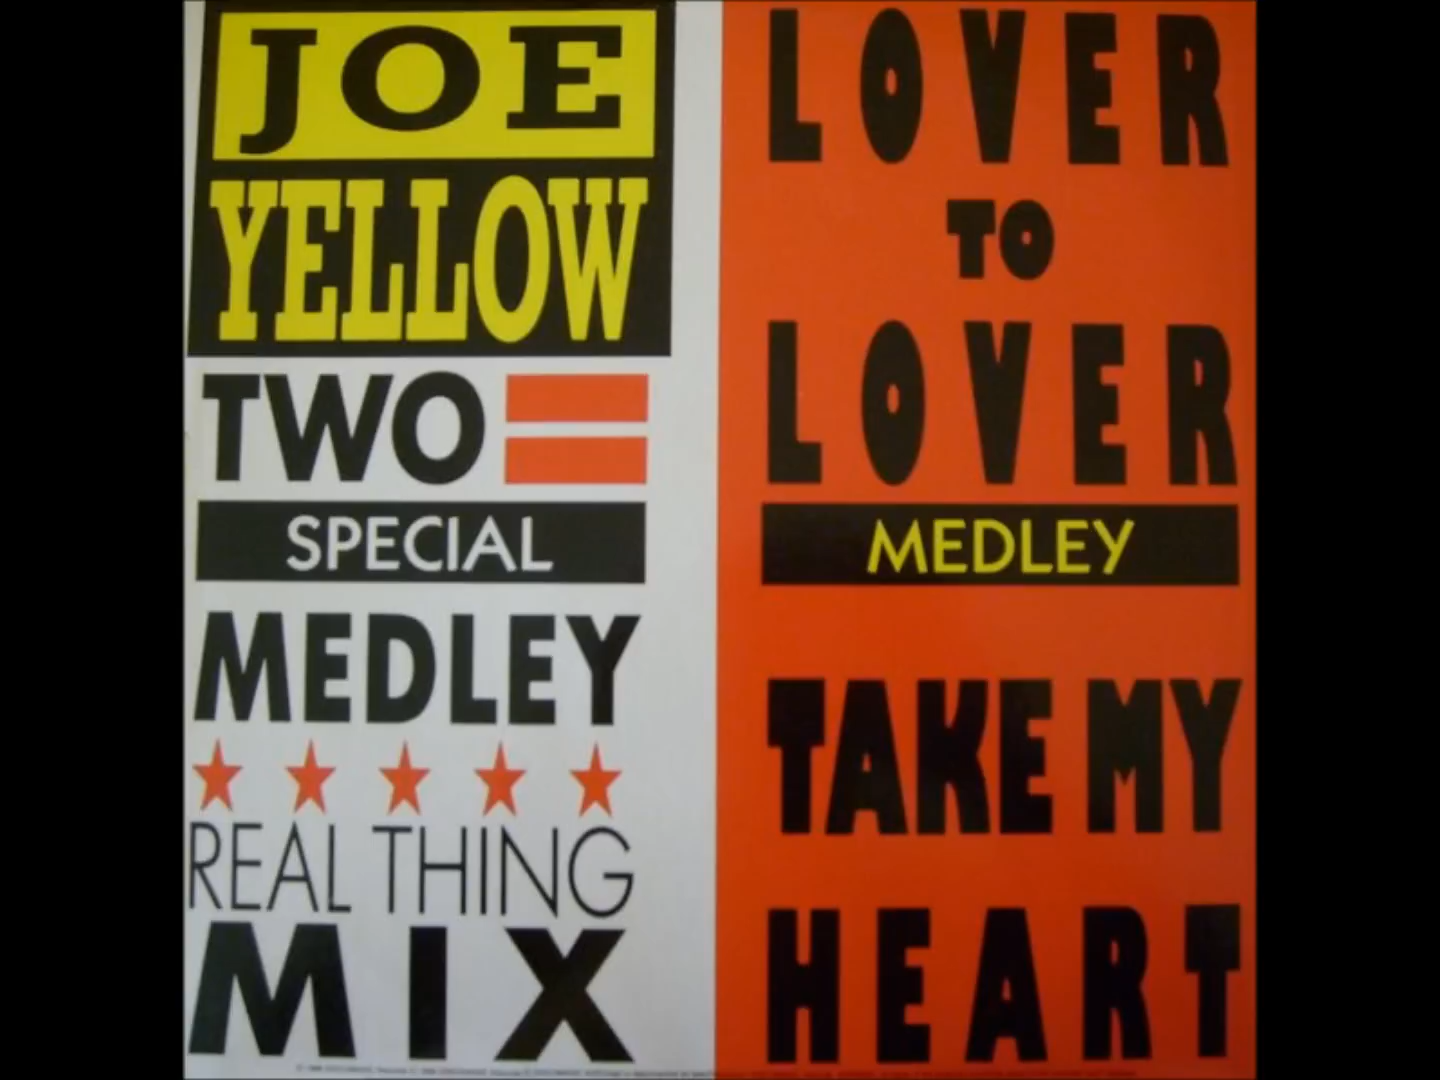 JOE
YELLOW
TWO =
SPECIAL
MEDLEY
★★★★★
REAL THING
MIX
LOVER
TO
LOVER
MEDLEY
TAKE MY
HEART